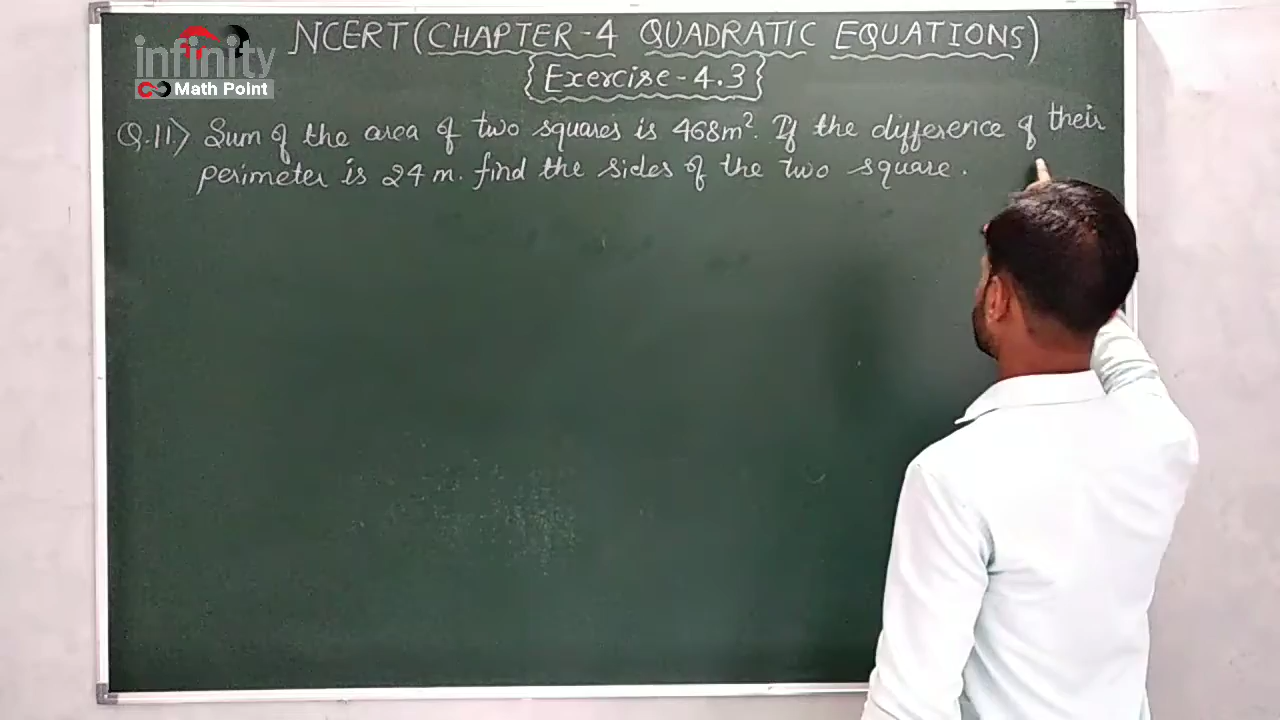 infinity
Math Point
NCERT (CHAPTER-4 QUADRATIC EQUATIONS)
{Exercise-4.3}
Q.11.> Sum of the area of two squares is 468m². If the difference of their
perimeter is 24 m. find the sides of the two square.